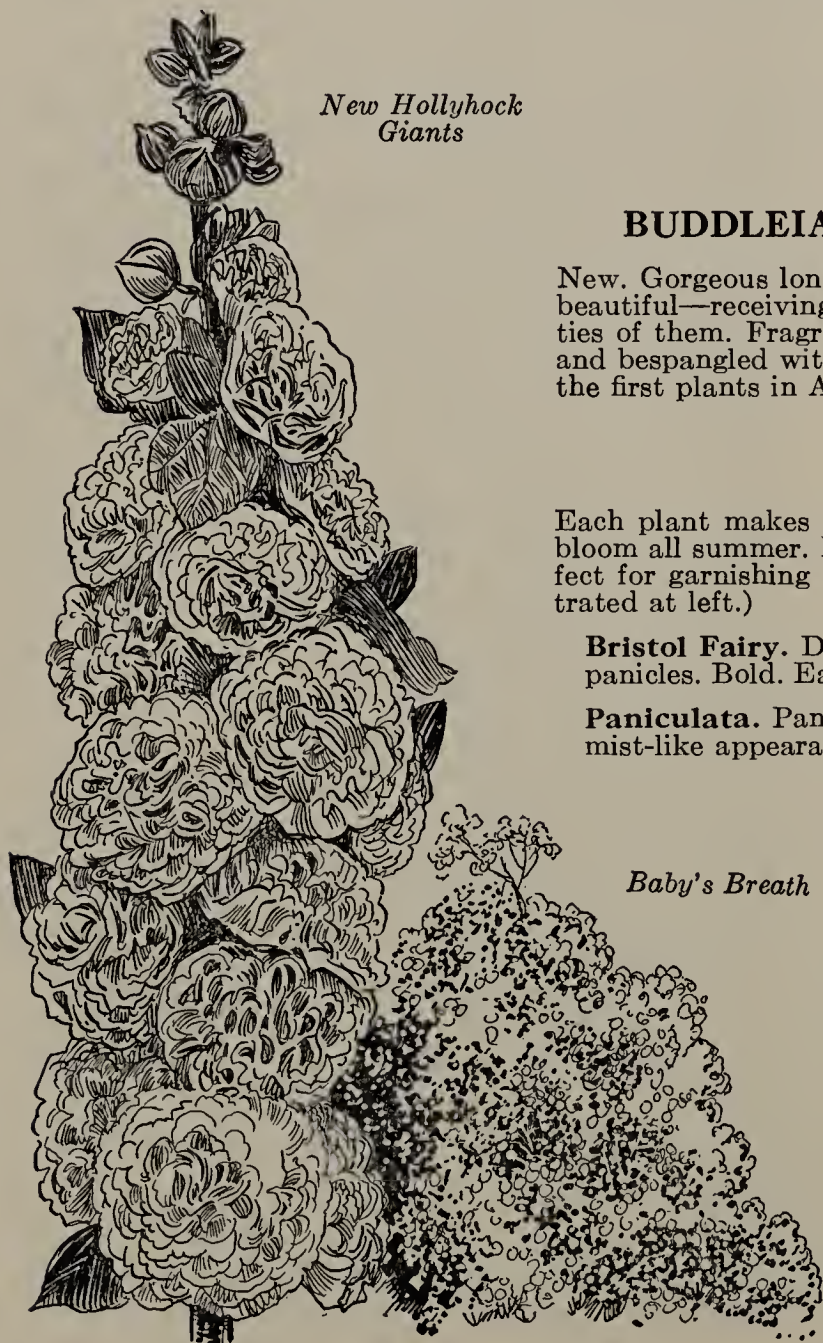 New Hollyhock
Giants
BUDDLEIA
New. Gorgeous lon
beautiful—receiving
ties of them. Fragr
and bespangled wit
the first plants in A
Each plant makes
bloom all summer.
fect for garnishing
trated at left.)
Bristol Fairy. D
panicles. Bold. Ea
Paniculata. Pan
mist-like appeara
Baby's Breath